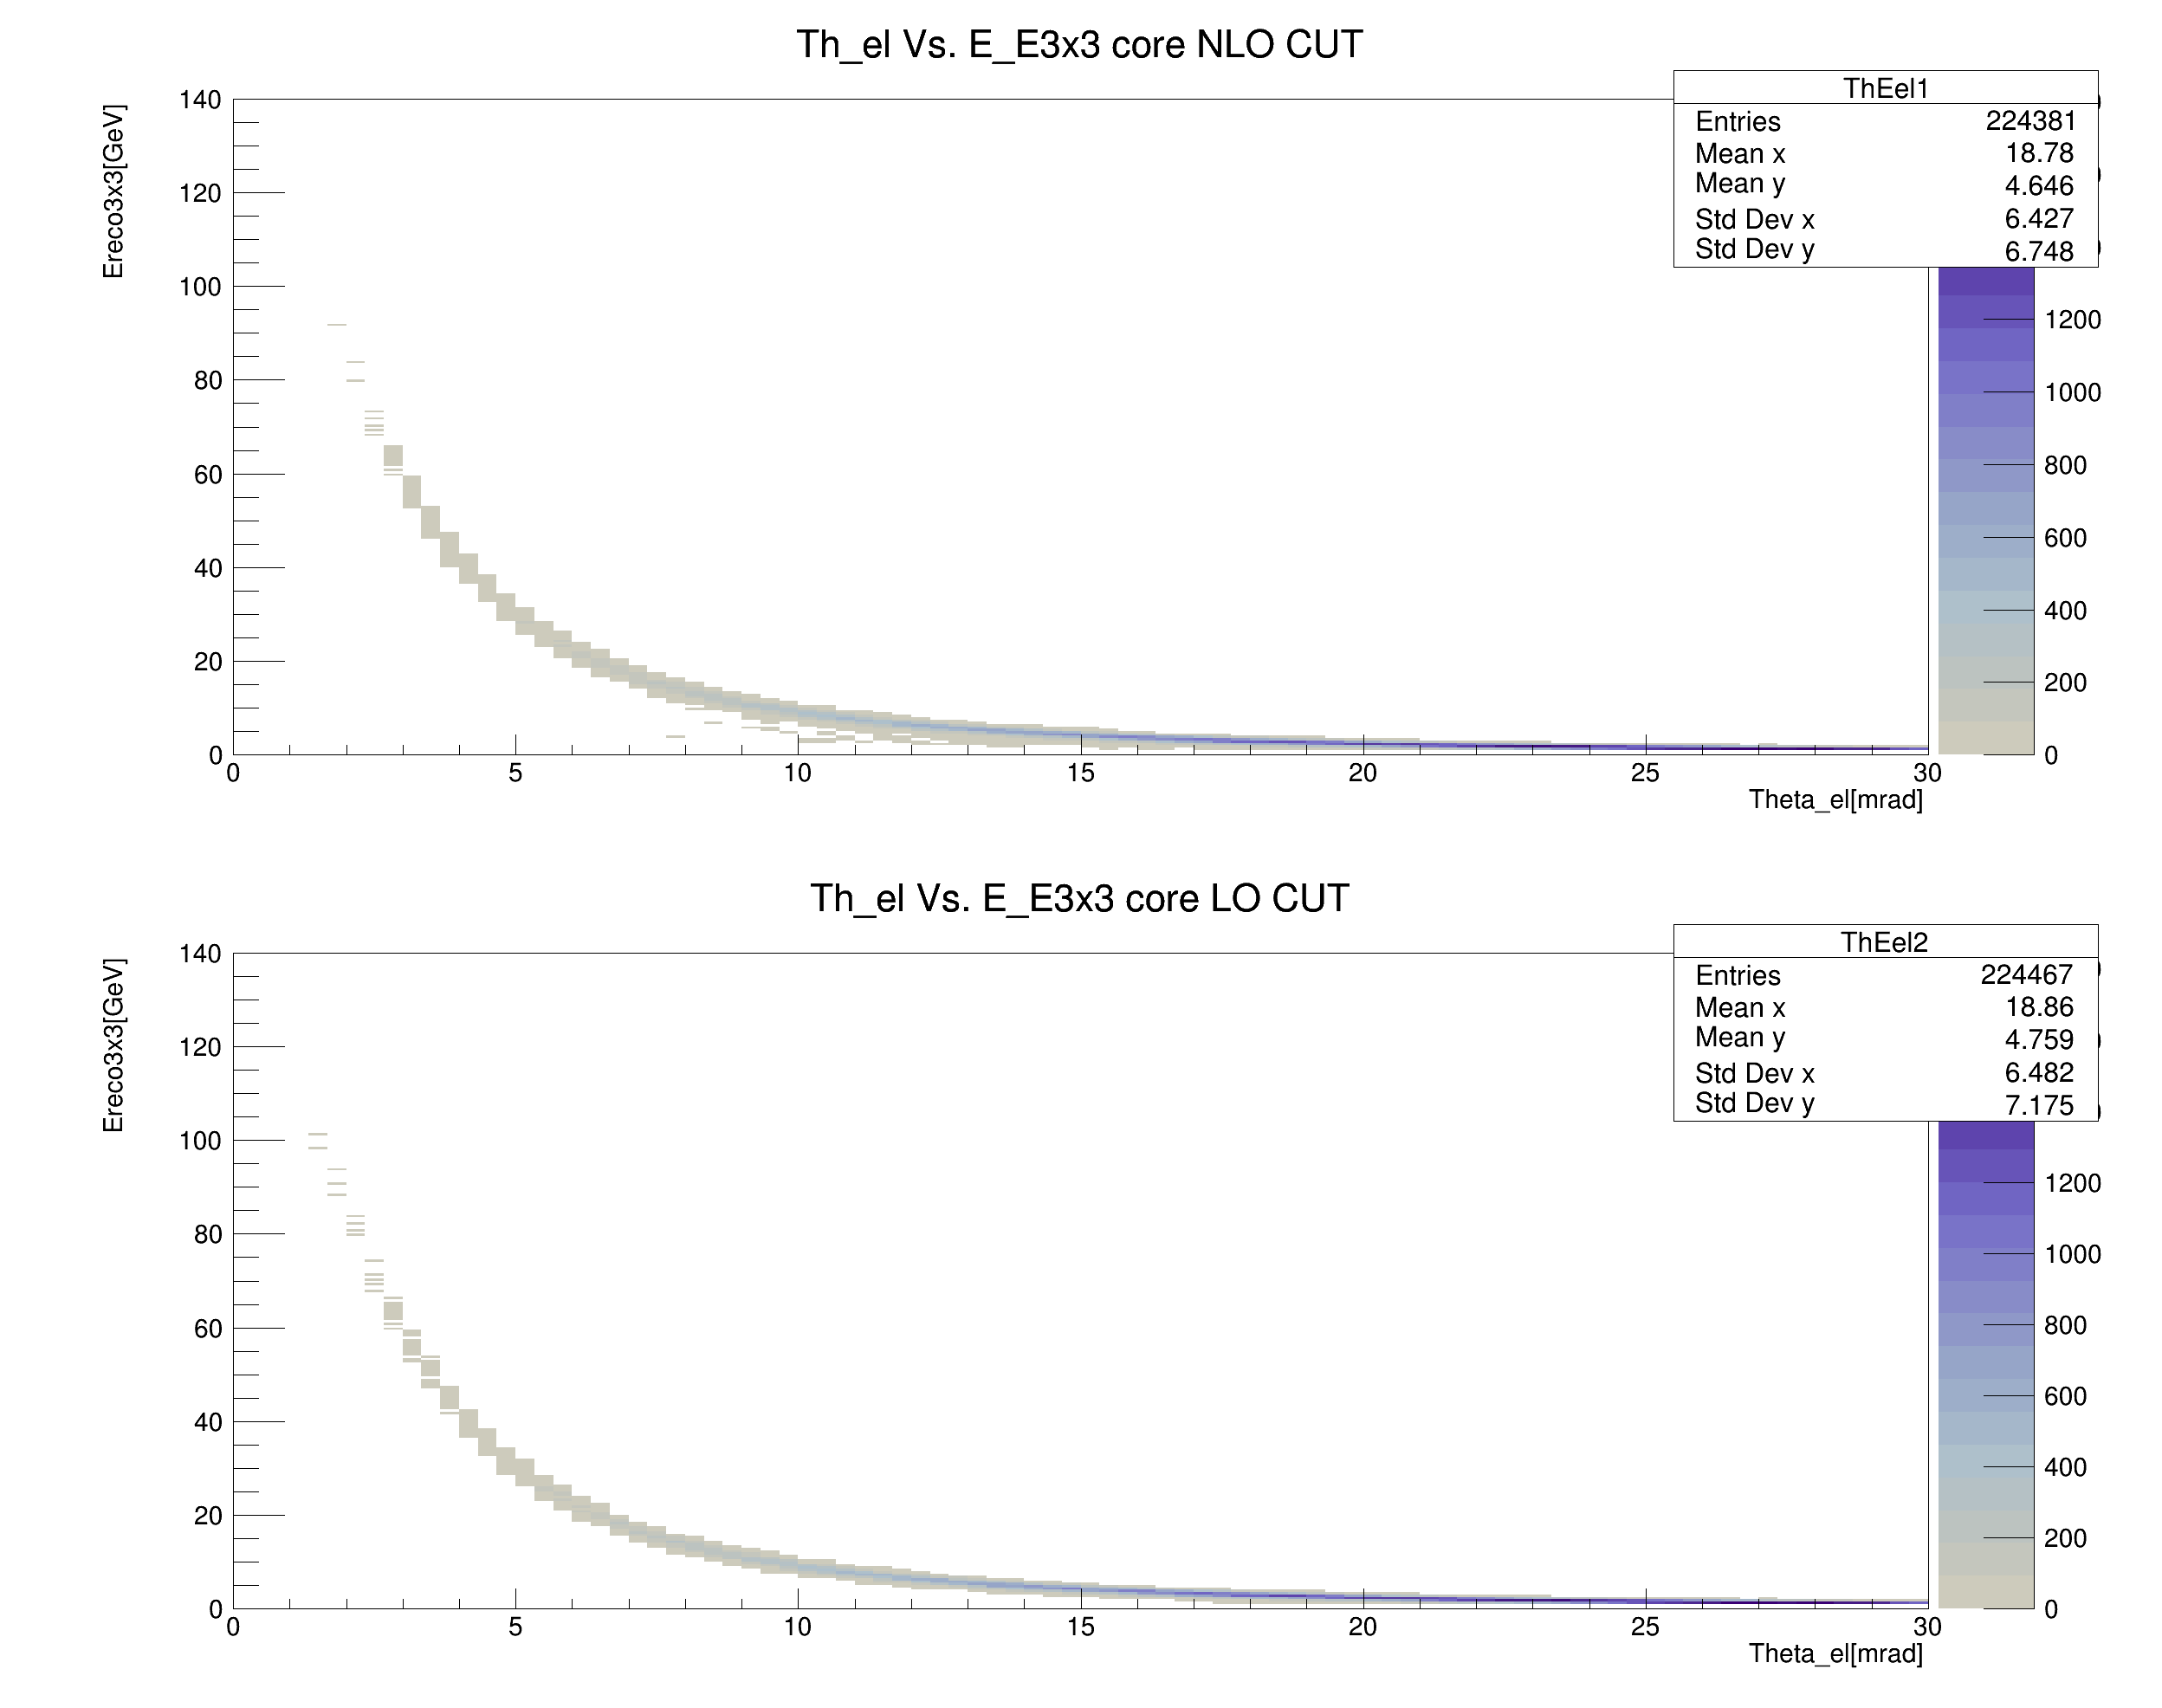 Th_el Vs. E_E3x3 core NLO CUT
Ereco3x3[GeV]
ThEel1
Entries 224381
Mean x 18.78
Mean y 4.646
Std Dev x 6.427
Std Dev y 6.748
140
120
100
80
60
40
20
0
0 5 10 15 20 25 30
Theta_el[mrad]
1200
1000
800
600
400
200
0
Th_el Vs. E_E3x3 core LO CUT
Ereco3x3[GeV]
ThEel2
Entries 224467
Mean x 18.86
Mean y 4.759
Std Dev x 6.482
Std Dev y 7.175
140
120
100
80
60
40
20
0
0 5 10 15 20 25 30
Theta_el[mrad]
1200
1000
800
600
400
200
0